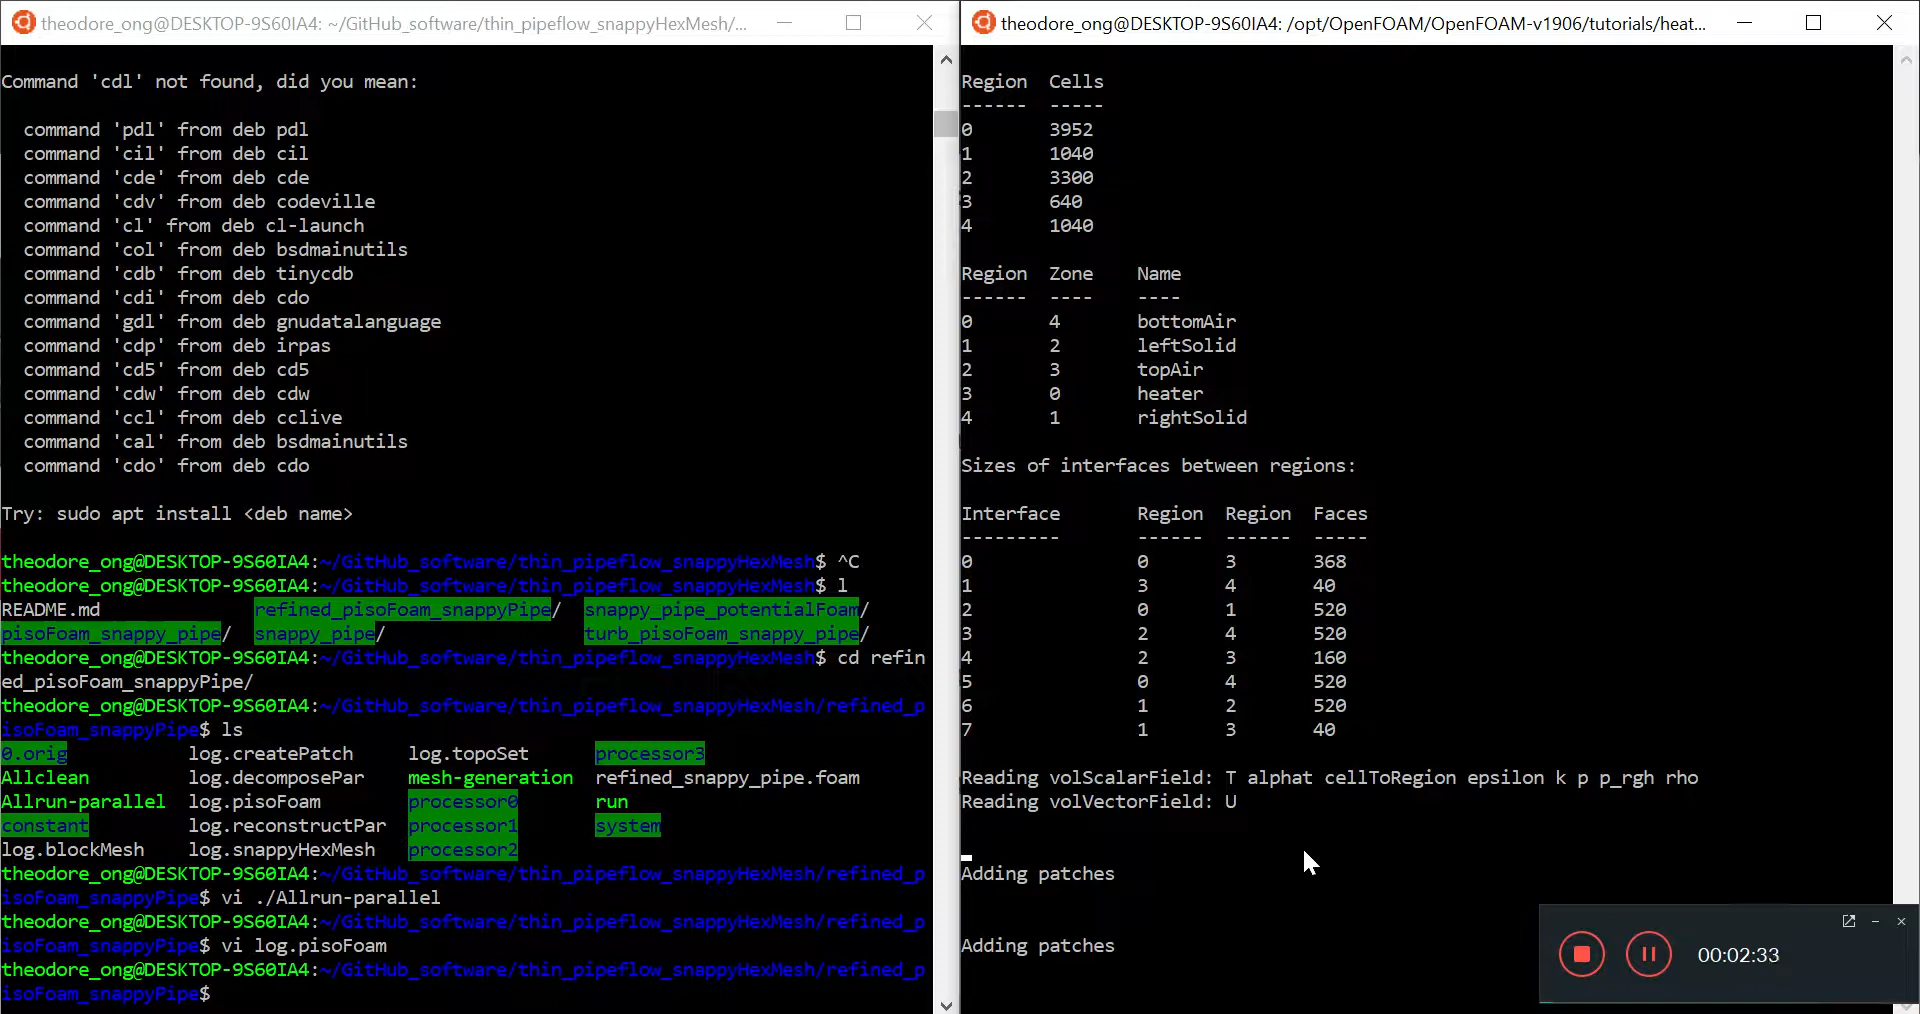 theodore_ong@DESKTOP-9S60IA4: ~/GitHub_software/thin_pipeflow_snappyHexMesh/...
Command 'cdl' not found, did you mean:
command 'pdl' from deb pdl
command 'cil' from deb cil
command 'cde' from deb cde
command 'cdv' from deb codeville
command 'cl' from deb cl-launch
command 'col' from deb bsdmainutils
command 'cdb' from deb tinycdb
command 'cdi' from deb cdo
command 'gdl' from deb gnudatalanguage
command 'cdp' from deb irpas
command 'cd5' from deb cd5
command 'cdw' from deb cdw
command 'ccl' from deb cclive
command 'cal' from deb bsdmainutils
command 'cdo' from deb cdo
Try: sudo apt install <deb name>
theodore_ong@DESKTOP-9S60IA4:~/GitHub_software/thin_pipeflow_snappyHexMesh$ ^C
theodore_ong@DESKTOP-9S60IA4:~/GitHub_software/thin_pipeflow_snappyHexMesh$ l
README.md refined_pisoFoam_snappyPipe/ snappy_pipe_potentialFoam/
pisoFoam_snappy_pipe/ snappy_pipe/ turb_pisoFoam_snappy_pipe/
theodore_ong@DESKTOP-9S60IA4:~/GitHub_software/thin_pipeflow_snappyHexMesh$ cd refin
ed_pisoFoam_snappyPipe/
theodore_ong@DESKTOP-9S60IA4:~/GitHub_software/thin_pipeflow_snappyHexMesh/refined_p
isoFoam_snappyPipe$ ls
0.orig log.createPatch log.topoSet processor3
Allclean log.decomposePar mesh-generation refined_snappy_pipe.foam
Allrun-parallel log.pisoFoam processor0 run
constant log.reconstructPar processor1 system
log.blockMesh log.snappyHexMesh processor2
theodore_ong@DESKTOP-9S60IA4:~/GitHub_software/thin_pipeflow_snappyHexMesh/refined_p
isoFoam_snappyPipe$ vi ./Allrun-parallel
theodore_ong@DESKTOP-9S60IA4:~/GitHub_software/thin_pipeflow_snappyHexMesh/refined_p
isoFoam_snappyPipe$ vi log.pisoFoam
theodore_ong@DESKTOP-9S60IA4:~/GitHub_software/thin_pipeflow_snappyHexMesh/refined_p
isoFoam_snappyPipe$
theodore_ong@DESKTOP-9S60IA4: /opt/OpenFOAM/OpenFOAM-v1906/tutorials/heat...
Region Cells
------ -----
0 3952
1 1040
2 3300
3 640
4 1040
Region Zone Name
------ ---- ----
0 4 bottomAir
1 2 leftSolid
2 3 topAir
3 0 heater
4 1 rightSolid
Sizes of interfaces between regions:
Interface Region Region Faces
--------- ------ ------ -----
0 0 3 368
1 3 4 40
2 0 1 520
3 2 4 520
4 2 3 160
5 0 4 520
6 1 2 520
7 1 3 40
Reading volScalarField: T alphat cellToRegion epsilon k p p_rgh rho
Reading volVectorField: U
Adding patches
Adding patches
00:02:33